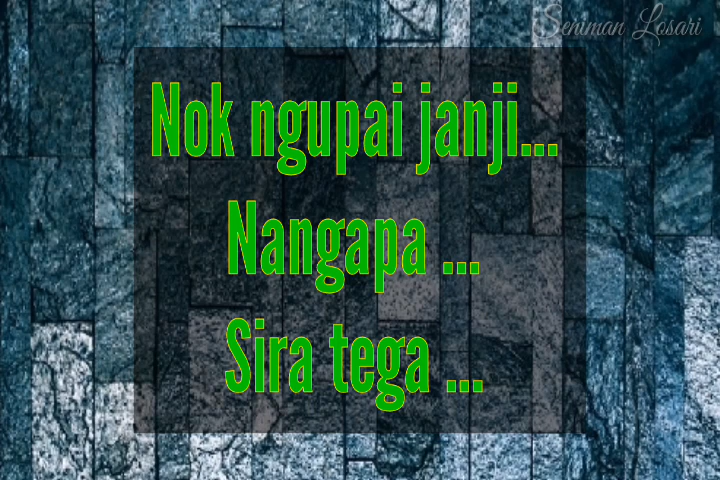 Seniman Losari
Nok ngupai janji...
Nangapa ...
Sira tega ...